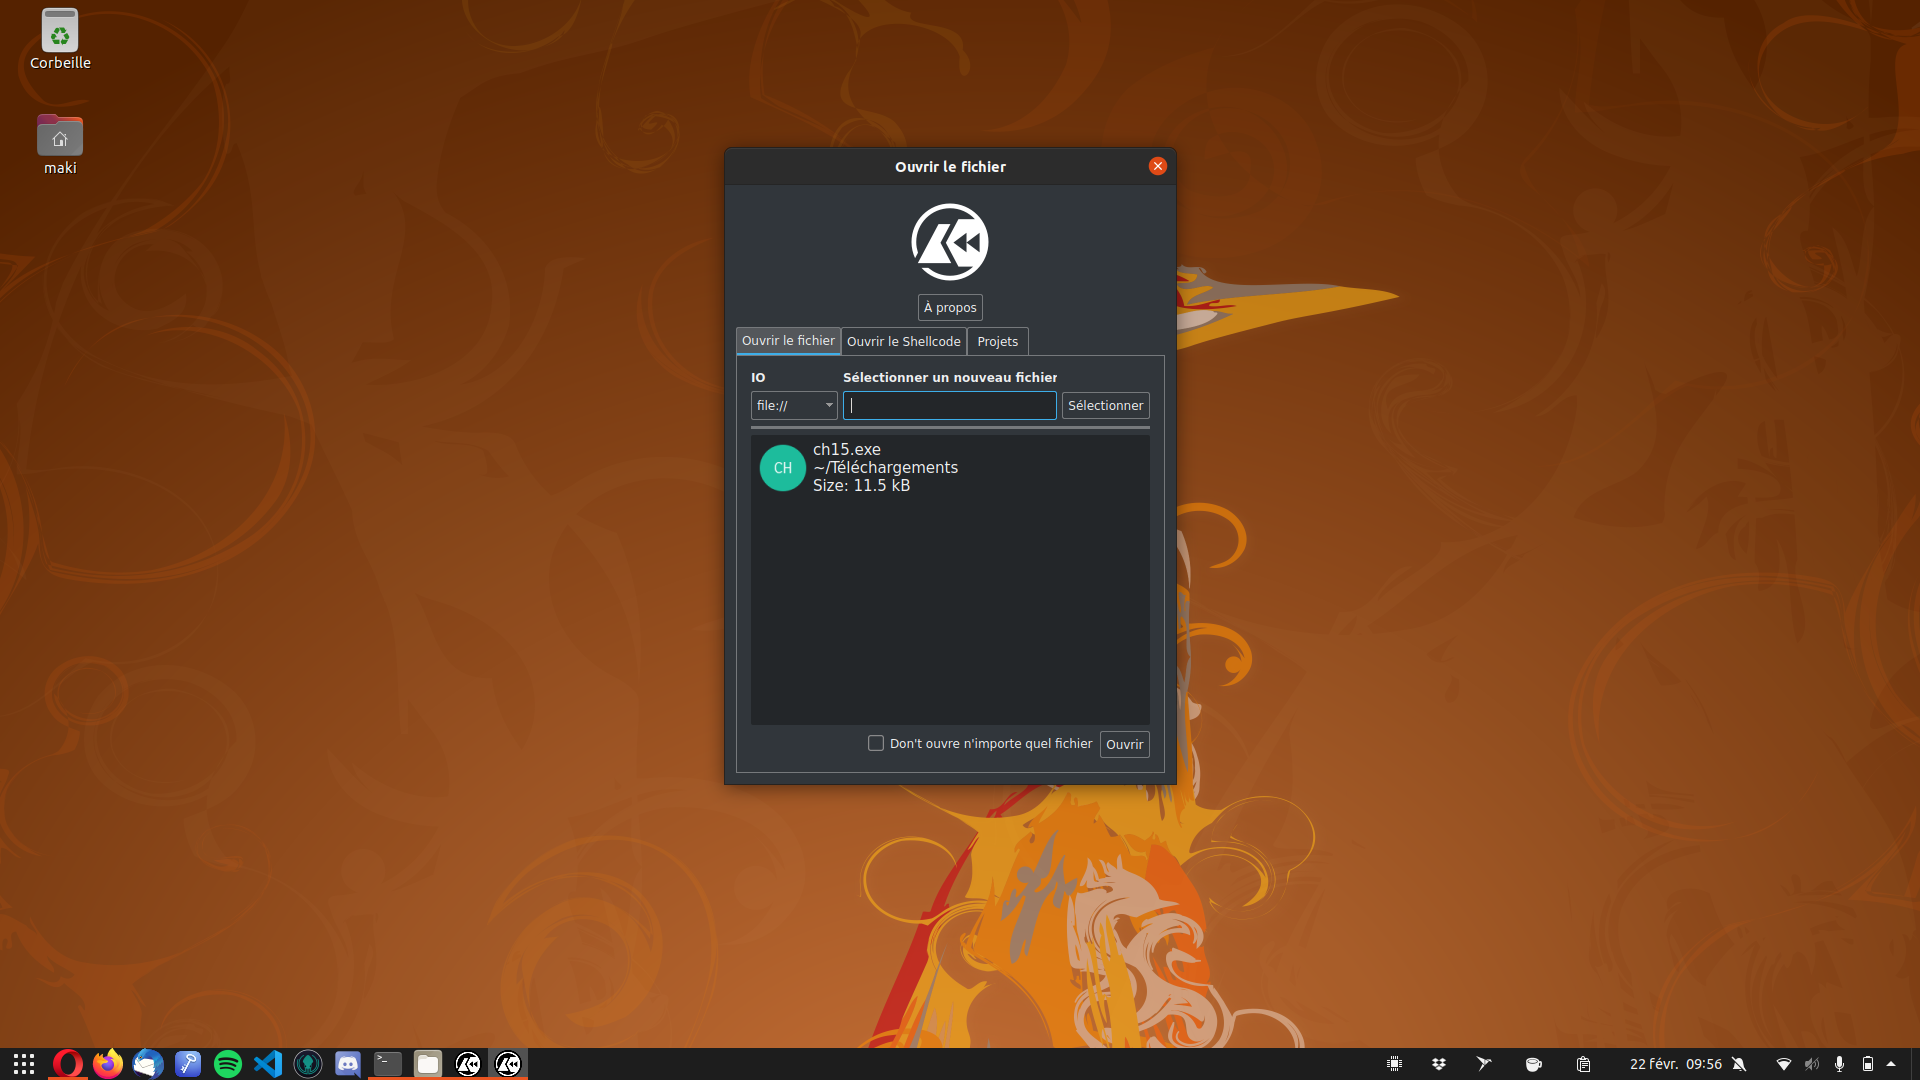 Corbeille
maki
Ouvrir le fichier
À propos
Ouvrir le fichier
Ouvrir le Shellcode
Projets
IO
Sélectionner un nouveau fichier
file://
Sélectionner
CH
ch15.exe
~/Téléchargements
Size: 11.5 kB
Don't ouvre n'importe quel fichier
Ouvrir
22 févr. 09:56